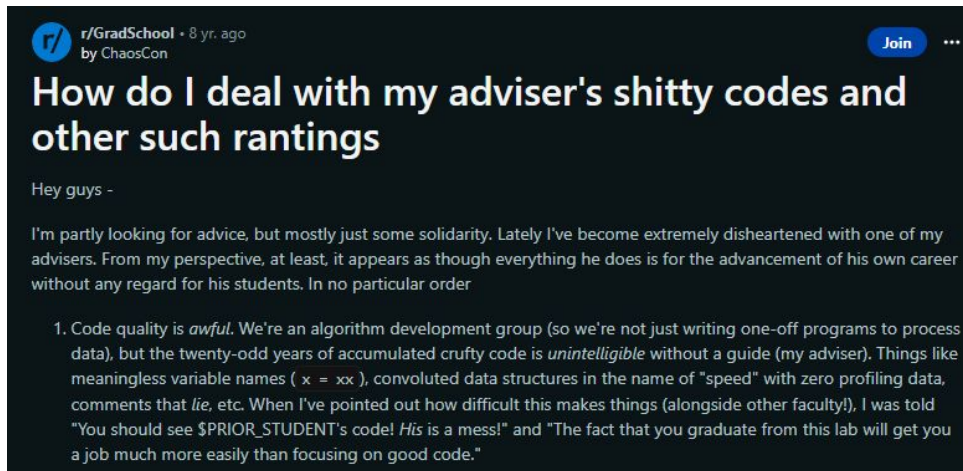 r/GradSchool • 8 yr. ago
by ChaosCon
Join
How do I deal with my adviser's shitty codes and
other such rantings
Hey guys -
I'm partly looking for advice, but mostly just some solidarity. Lately I've become extremely disheartened with one of my
advisers. From my perspective, at least, it appears as though everything he does is for the advancement of his own career
without any regard for his students. In no particular order
1. Code quality is awful. We're an algorithm development group (so we're not just writing one-off programs to process
data), but the twenty-odd years of accumulated crufty code is unintelligible without a guide (my adviser). Things like
meaningless variable names ( x = xx ), convoluted data structures in the name of "speed" with zero profiling data,
comments that lie, etc. When I've pointed out how difficult this makes things (alongside other faculty!), I was told
"You should see $PRIOR_STUDENT's code! His is a mess!" and "The fact that you graduate from this lab will get you
a job much more easily than focusing on good code."